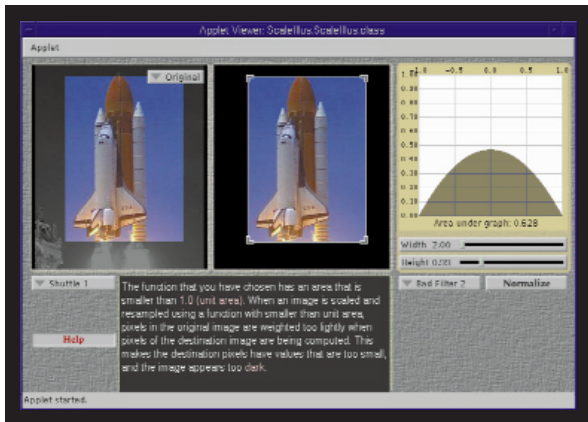 Applet Viewer: ScaleIllus.ScaleIllus.class
Applet
Original
-1.0 -0.5 0.0 0.5 1.0
1.00
0.90
0.80
0.70
0.60
0.50
0.40
0.30
0.20
0.10
0.00
Area under graph: 0.628
Width 2.00
Height
Shuttle 1
Help
The function that you have chosen has an area that is
smaller than 1.0 (unit area). When an image is scaled and
resampled using a function with smaller than unit area,
pixels in the original image are weighted too lightly when
pixels of the destination image are being computed. This
makes the destination pixels have values that are too small,
and the image appears too dark.
Bad Filter 2
Normalize
Applet started.